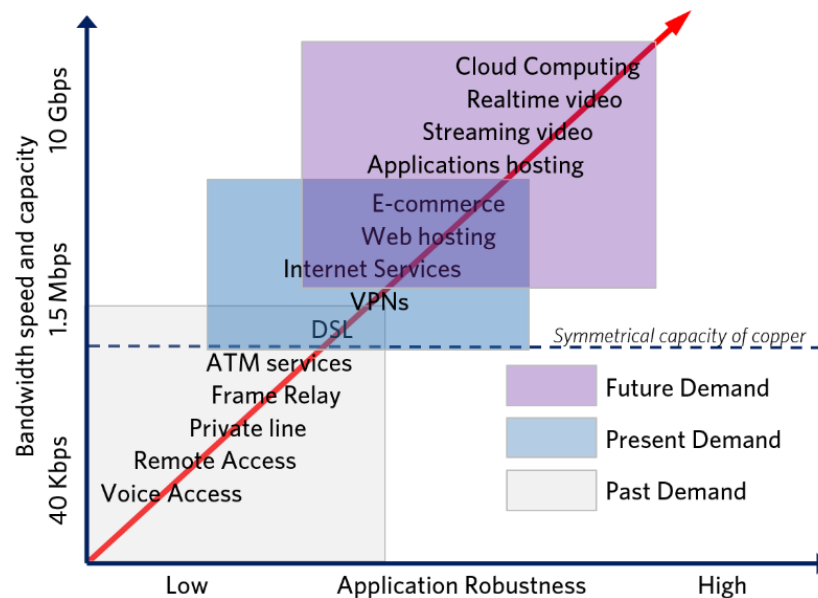 Cloud Computing
Realtime video
Streaming video
Applications hosting
E-commerce
Web hosting
Internet Services
VPNs
DSL
ATM services
Frame Relay
Private line
Remote Access
Voice Access
Symmetrical capacity of copper
Future Demand
Present Demand
Past Demand
Bandwidth speed and capacity
10 Gbps
1.5 Mbps
40 Kbps
Low
Application Robustness
High